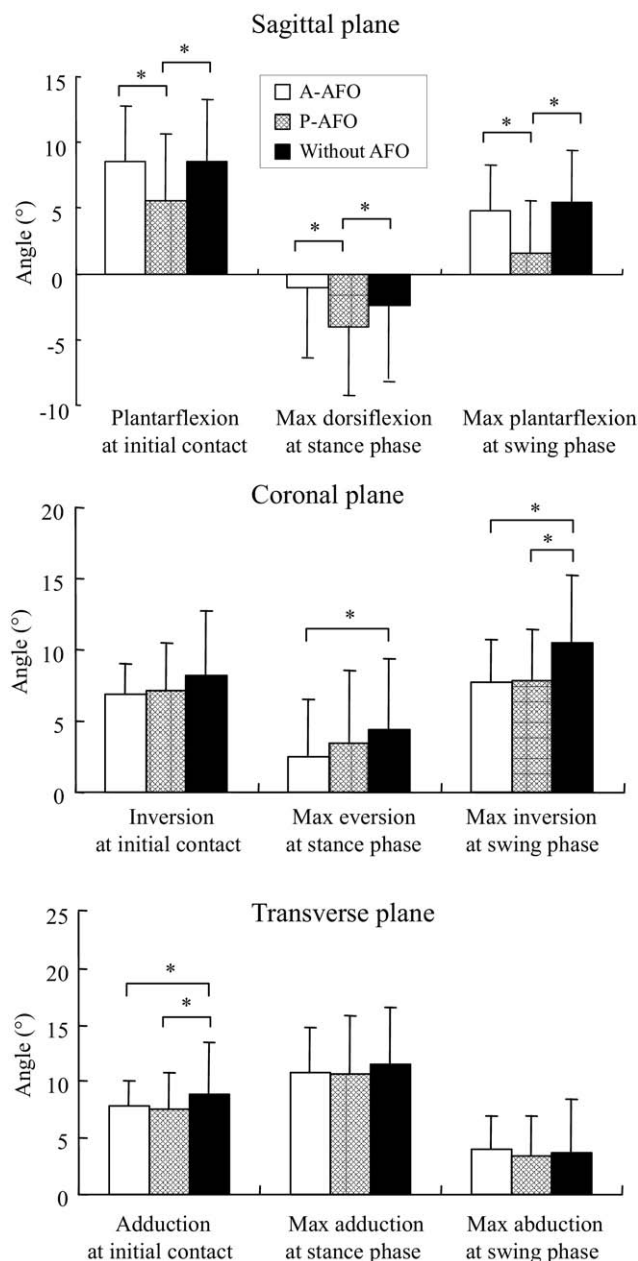 Sagittal plane
* * 
15
10
5
0
-5
-10
Angle (°)
A-AFO
P-AFO
Without AFO
* *
* *
Plantarflexion
at initial contact
Max dorsiflexion
at stance phase
Max plantarflexion
at swing phase
Coronal plane
20
15
10
5
0
Angle (°)
*
*
*
Inversion
at initial contact
Max eversion
at stance phase
Max inversion
at swing phase
Transverse plane
25
20
15
10
5
0
Angle (°)
*
*
Adduction
at initial contact
Max adduction
at stance phase
Max abduction
at swing phase